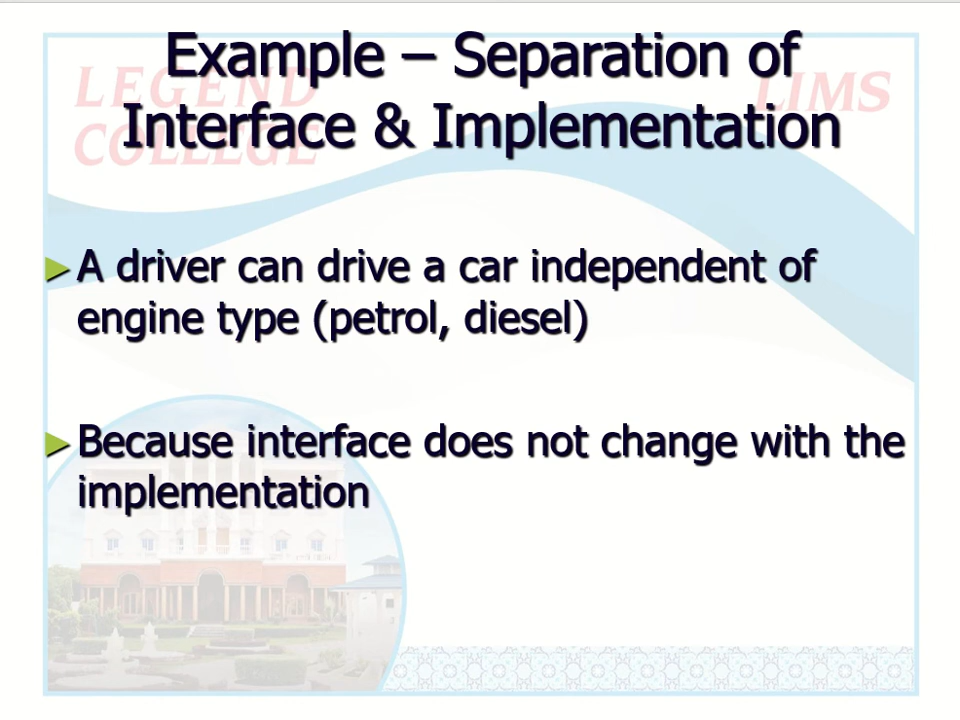 Example – Separation of
Interface & Implementation
LEGEND
COLLEGE
LIMS
► A driver can drive a car independent of
engine type (petrol, diesel)
► Because interface does not change with the
implementation